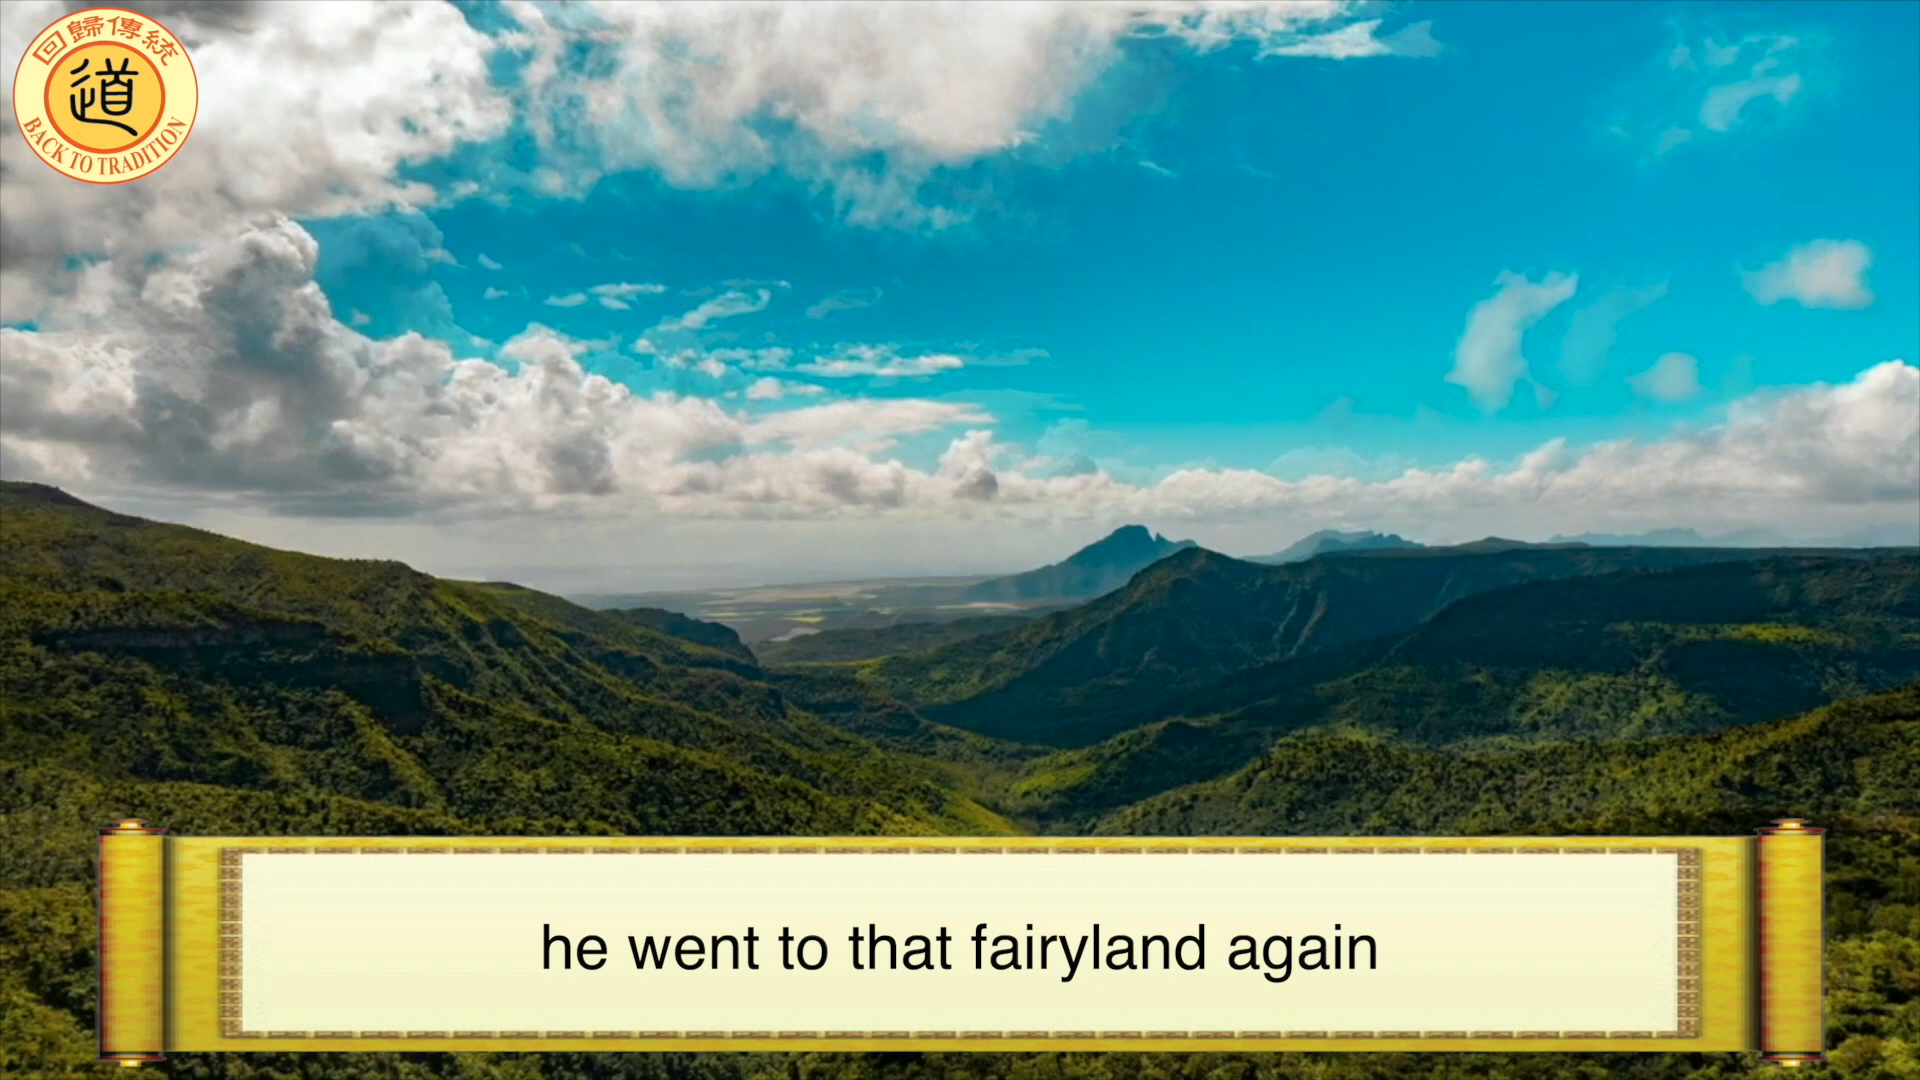 回歸傳統
道
BACK TO TRADITION
he went to that fairyland again